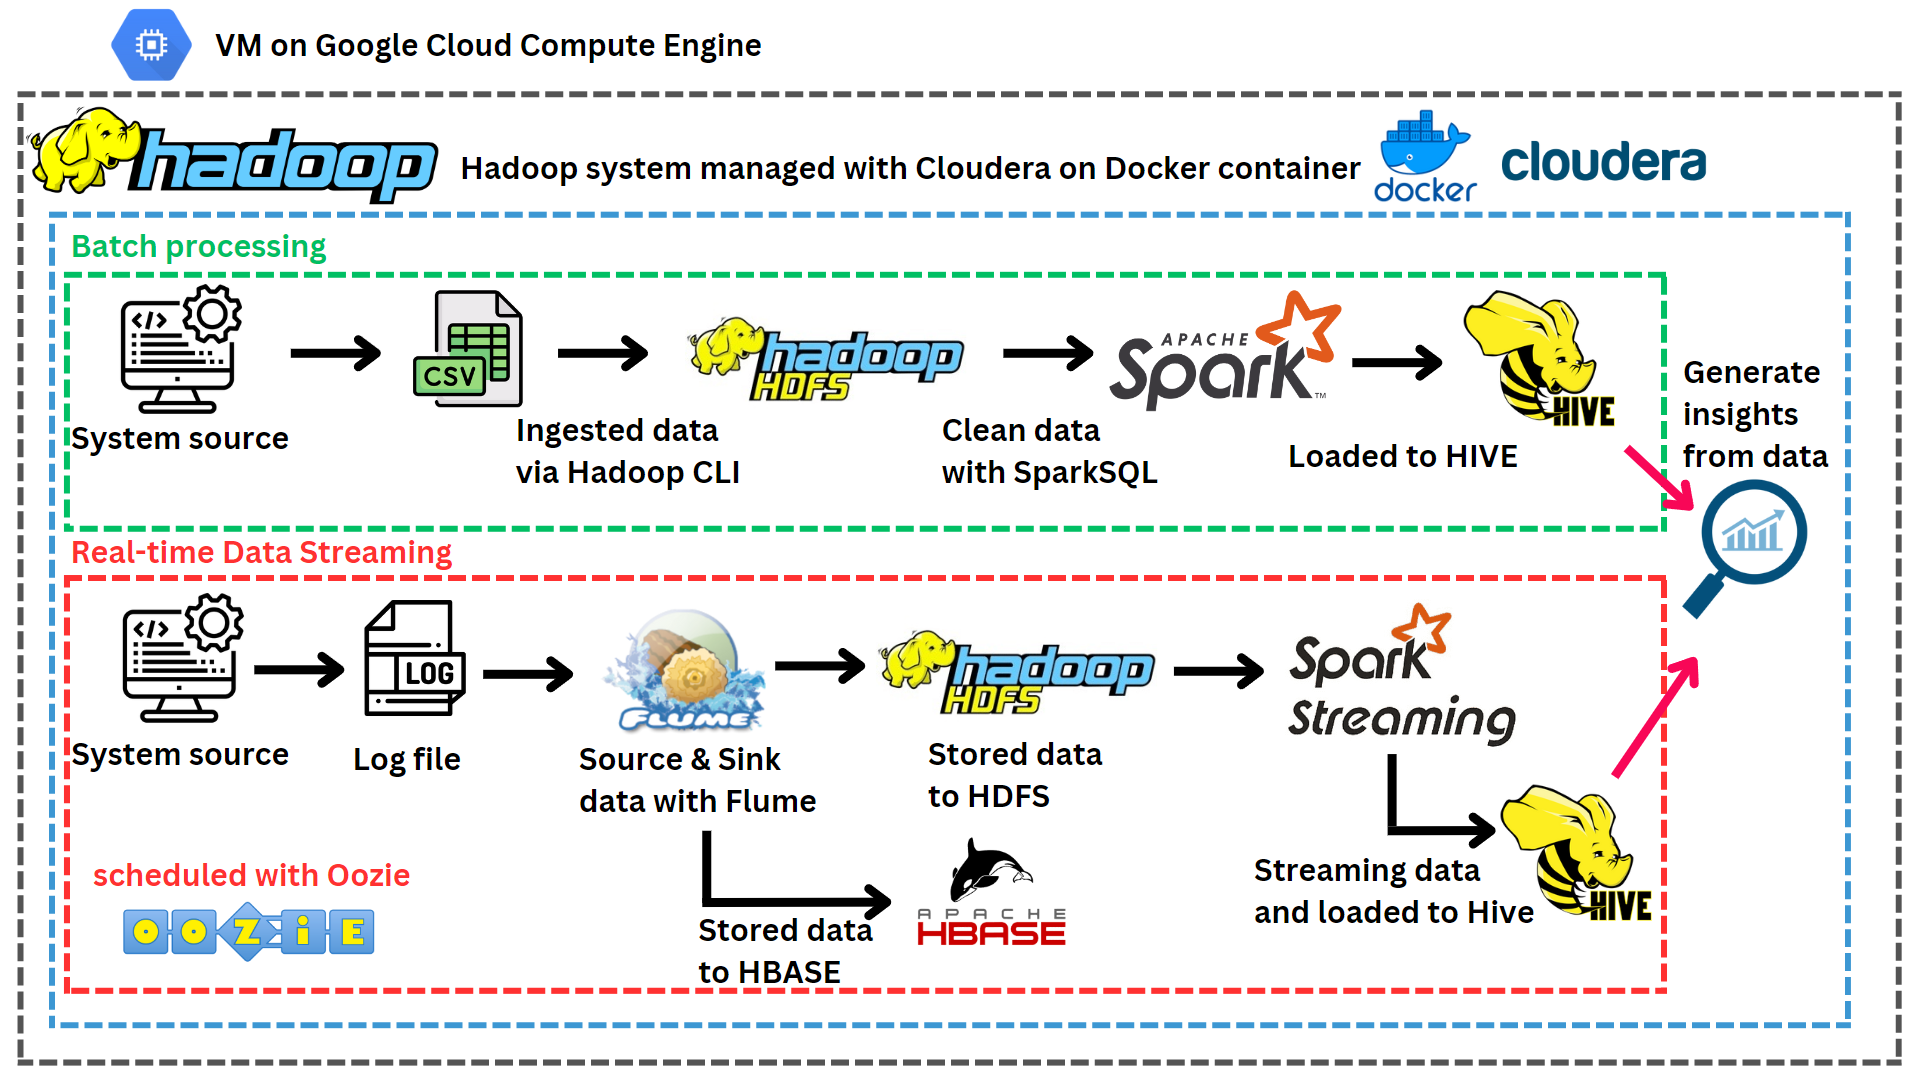 VM on Google Cloud Compute Engine
hadoop
Hadoop system managed with Cloudera on Docker container
docker
cloudera
Batch processing
</>
CSV
hadoop
HDFS
APACHE
Spark™
HIVE
System source
Ingested data
via Hadoop CLI
Clean data
with SparkSQL
Loaded to HIVE
Generate
insights
from data
Real-time Data Streaming
</>
LOG
FLUME
hadoop
HDFS
Spark
Streaming
System source
Log file
Source & Sink
data with Flume
Stored data
to HDFS
scheduled with Oozie
OOZiE
Stored data
to HBASE
APACHE
HBASE
Streaming data
and loaded to Hive
HIVE